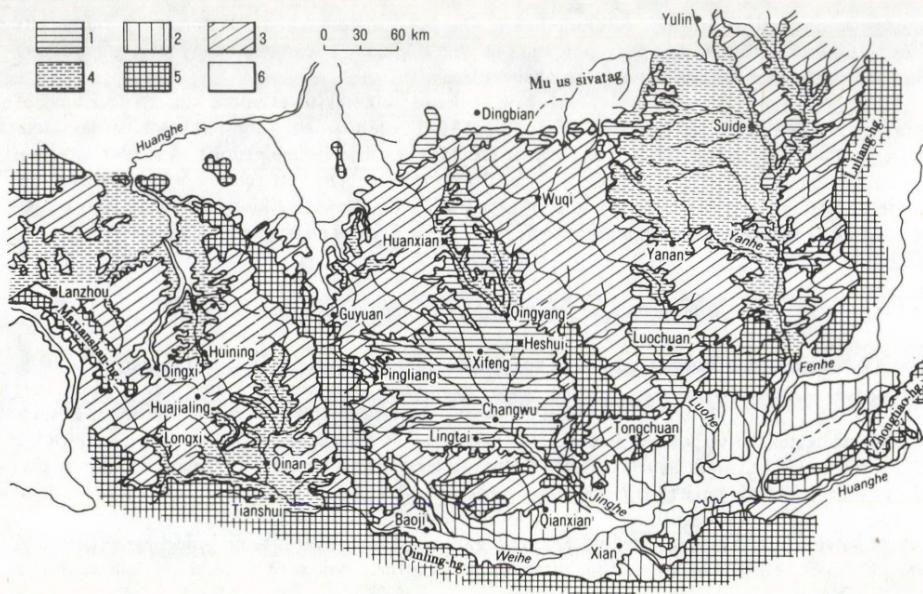 1 2 3
4 5 6
0 30 60 km
Yulin
Mu us sivatag
Dingbian
Huanghe
Suide
Luliang-hg.
Wuqi
Huanxian
Yanhe
Yanan
Lanzhou
Guyuan
Qingyang
Maxianshan-hg.
Heshui
Luochuan
Huining
Xifeng
Fenhe
Dingxi
Pingliang
Huajialing
Changwu
Luohe
Zhongtiao-hg.
Longxi
Lingtai
Tongchuan
Qinan
Huanghe
Tianshui
Jinghe
Baoji
Qianxian
Qinling-hg.
Weihe
Xian